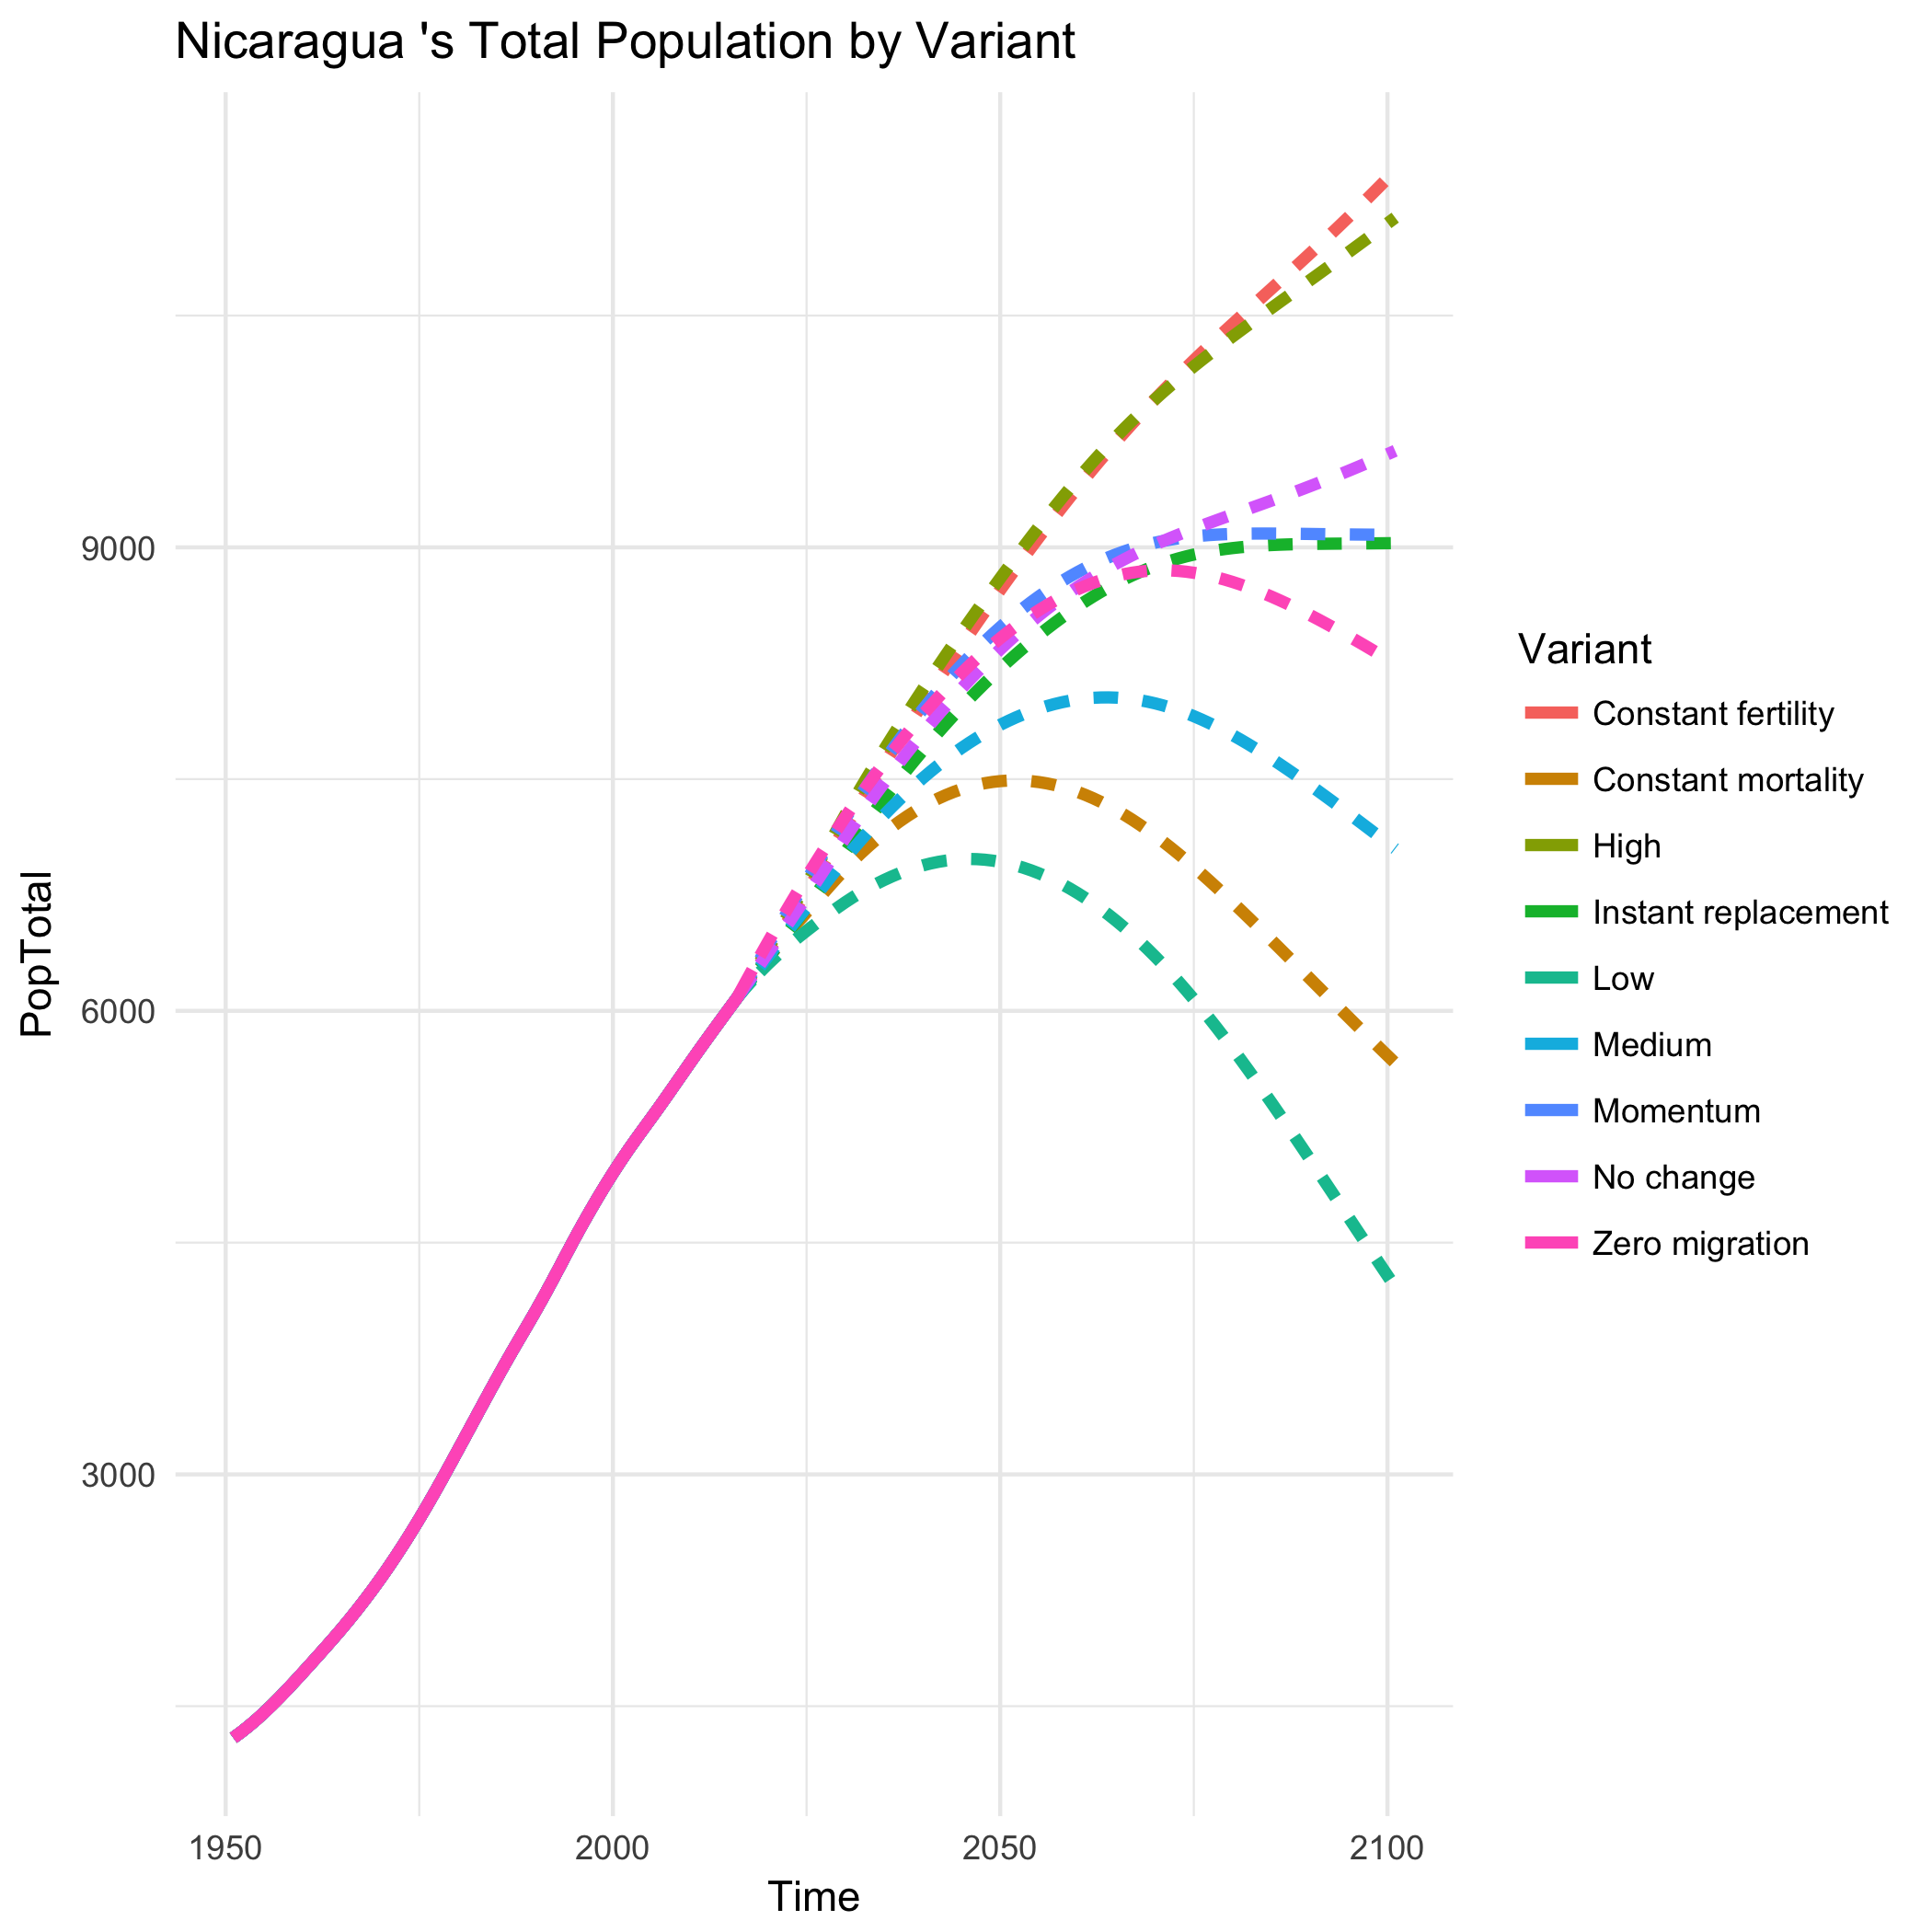 Nicaragua 's Total Population by Variant
PopTotal
9000
6000
3000
1950
2000
2050
2100
Time
Variant
Constant fertility
Constant mortality
High
Instant replacement
Low
Medium
Momentum
No change
Zero migration